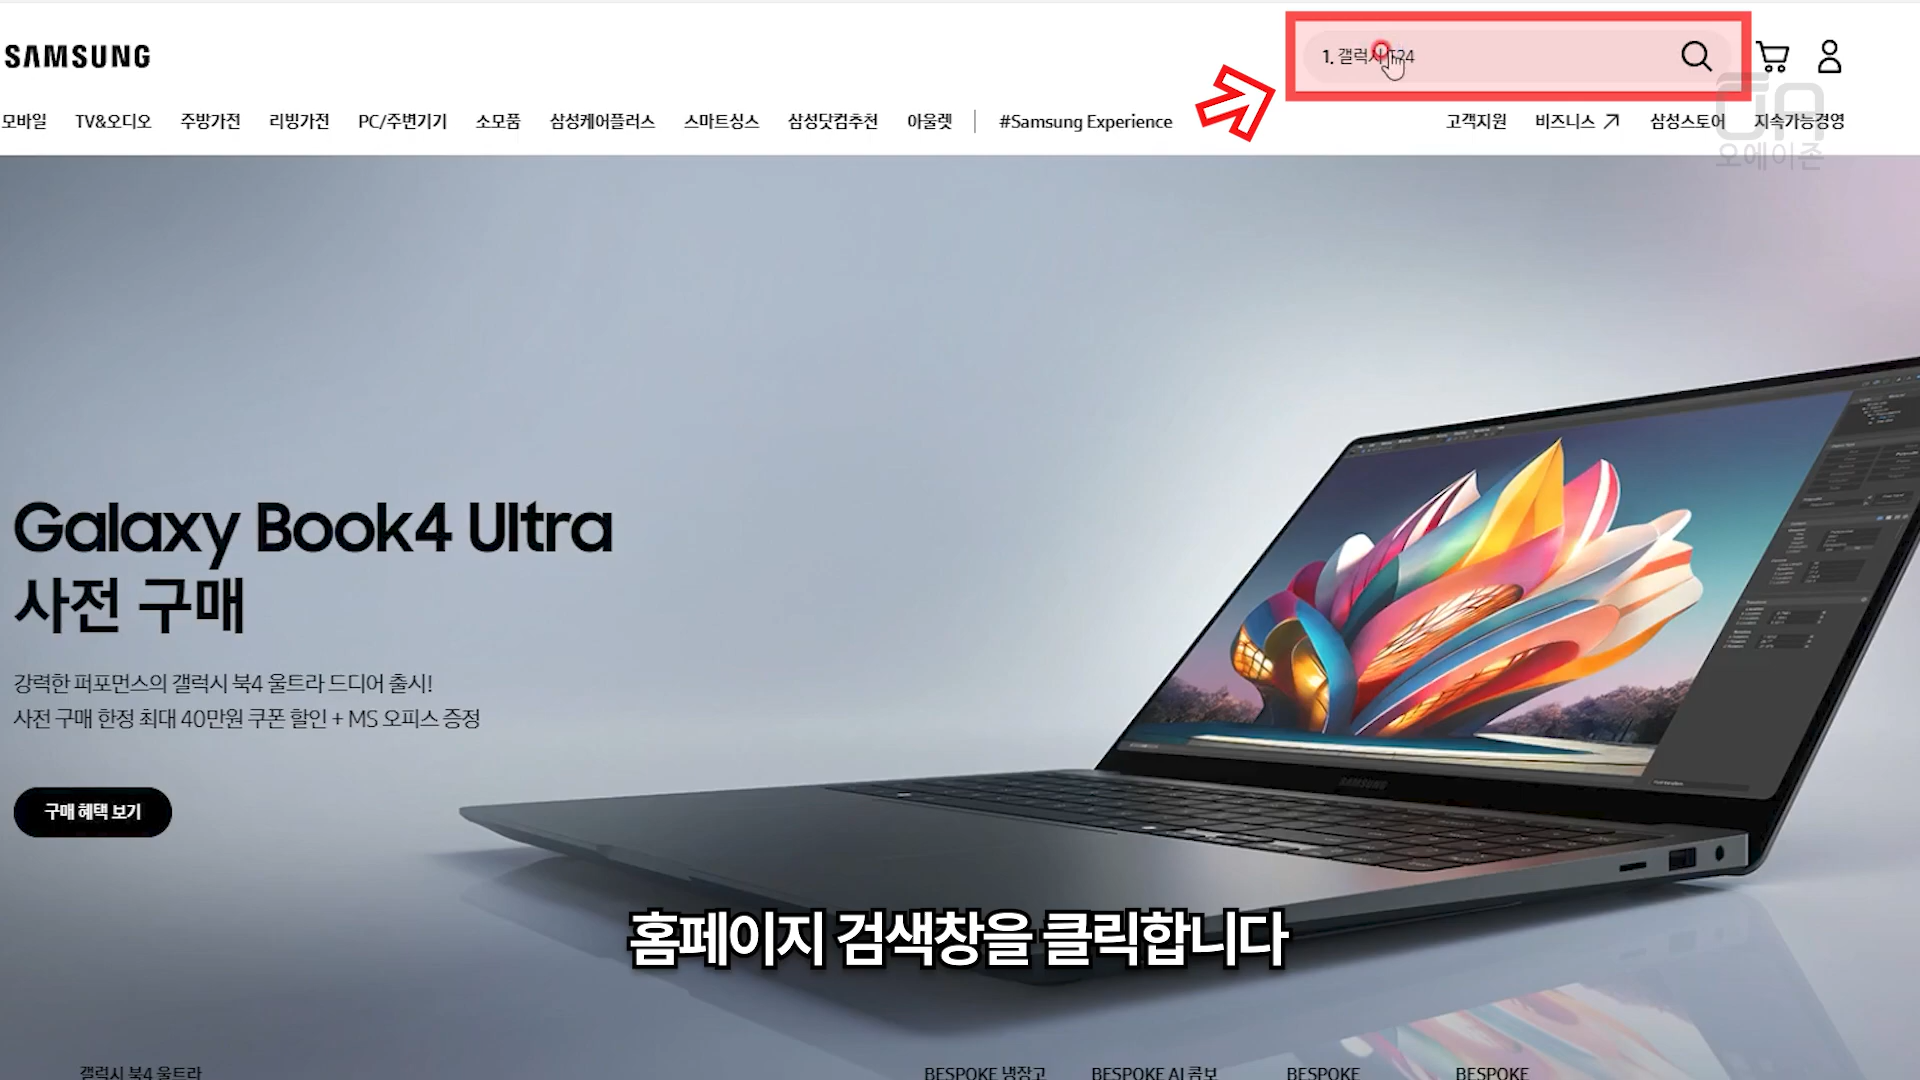 SAMSUNG
1. 갤럭시 S24
모바일 TV&오디오 주방가전 리빙가전 PC/주변기기 소모품 삼성케어플러스 스마트싱스 삼성닷컴추천 아울렛 #Samsung Experience 고객지원 비즈니스 삼성스토어 지속가능경영
오에이존
Galaxy Book4 Ultra
사전 구매
강력한 퍼포먼스의 갤럭시 북4 울트라 드디어 출시!
사전 구매 한정 최대 40만원 쿠폰 할인 + MS 오피스 증정
구매 혜택 보기
SAMSUNG
홈페이지 검색창을 클릭합니다
갤럭시 북4 울트라 BESPOKE 냉장고 BESPOKE AI 콤보 BESPOKE BESPOKE